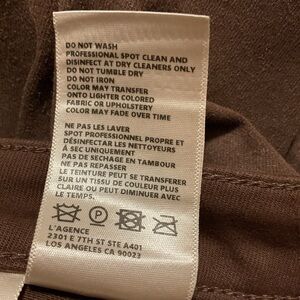 DO NOT WASH
PROFESSIONAL SPOT CLEAN AND
DISINFECT AT DRY CLEANERS ONLY
DO NOT TUMBLE DRY
DO NOT IRON
COLOR MAY TRANSFER
ONTO LIGHTER COLORED
FABRIC OR UPHOLSTERY
COLOR MAY FADE OVER TIME
NE PAS LES LAVER
SPOT PROFESSIONNEL PROPRE ET
DÉSINFECTAR LES NETTOYEURS
À SEC UNIQUEMENT
PAS DE SECHAGE EN TAMBOUR
NE PAS REPASSER
LE TEINTURE PEUT SE TRANSFERER
SUR UN TISSU DE COULEUR PLUS
CLAIRE OU PEUT DIMINUER AVEC
LE TEMPS.
P
L'AGENCE
2301 E 7TH ST STE A401
LOS ANGELES CA 90023